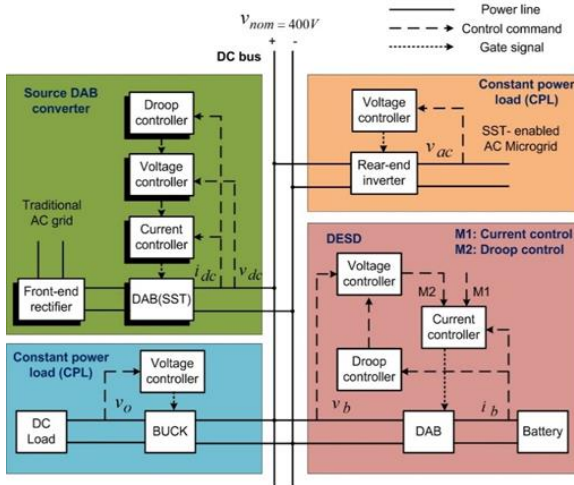 v_nom = 400V
+ -
DC bus
Power line
Control command
Gate signal
Source DAB
converter
Droop
controller
Voltage
controller
Current
controller
Traditional
AC grid
i_dc
v_dc
Front-end
rectifier
DAB(SST)
Constant power
load (CPL)
Voltage
controller
SST- enabled
AC Microgrid
v_ac
Rear-end
inverter
DESD
M1: Current control
M2: Droop control
Voltage
controller
M2
M1
Current
controller
Droop
controller
v_b
i_b
DAB
Battery
Constant power
load (CPL)
Voltage
controller
v_o
DC
Load
BUCK